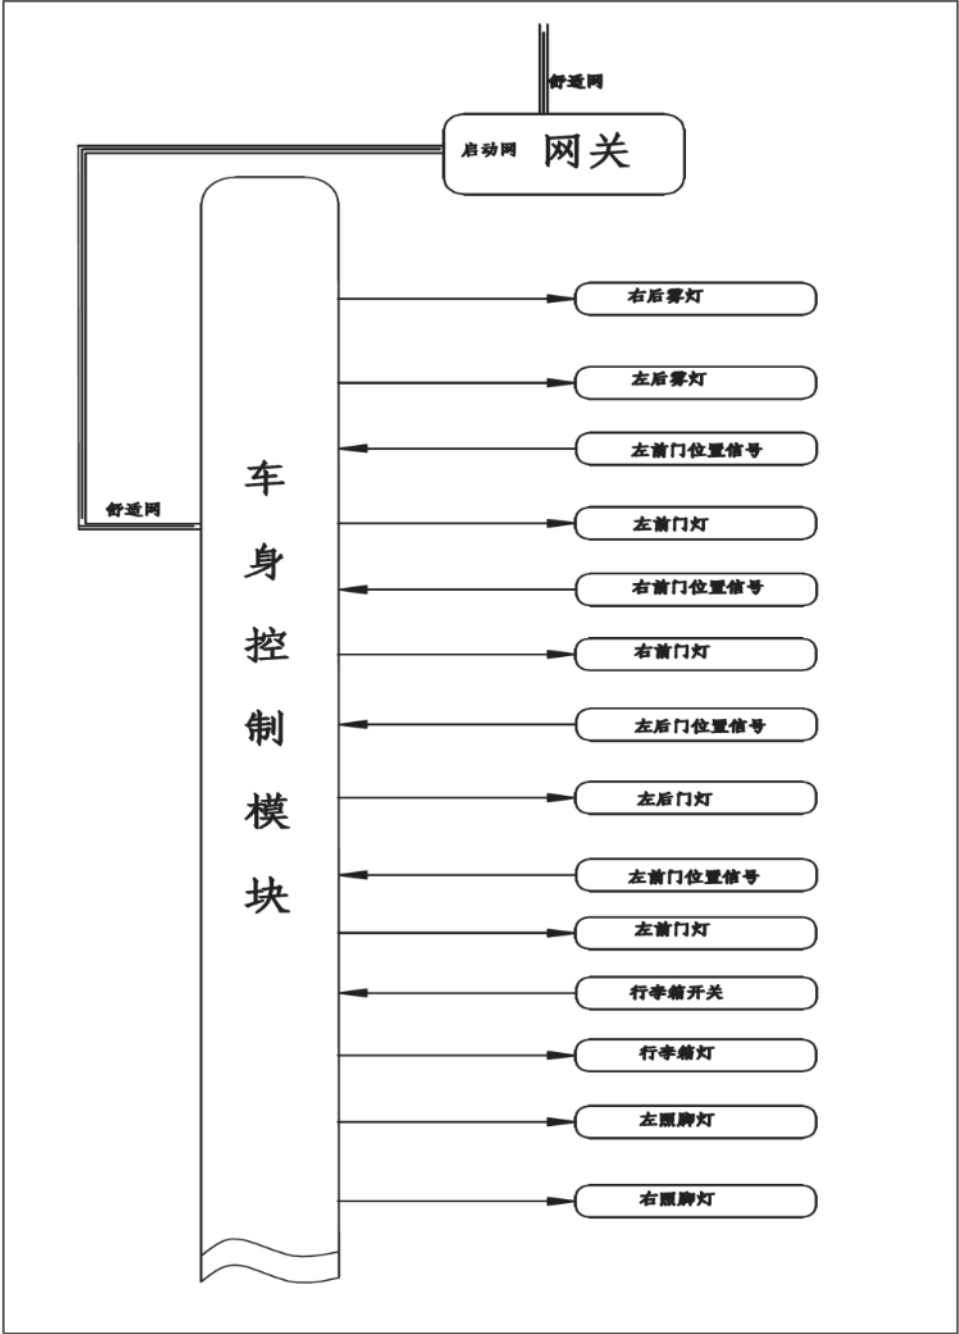 舒适网
启动网 网关
右后雾灯
左后雾灯
左前门位置信号
左前门灯
右前门位置信号
右前门灯
左后门位置信号
左后门灯
左前门位置信号
左前门灯
行李箱开关
行李箱灯
左照脚灯
右照脚灯
舒适网
车身控制模块